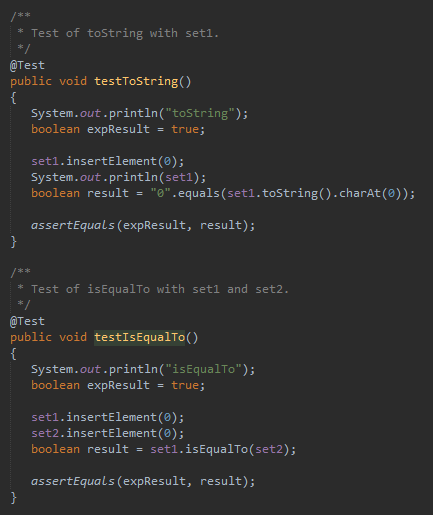 /**
 * Test of toString with set1.
 */
@Test
public void testToString()
{
   System.out.println("toString");
   boolean expResult = true;

   set1.insertElement(0);
   System.out.println(set1);
   boolean result = "0".equals(set1.toString().charAt(0));

   assertEquals(expResult, result);
}

/**
 * Test of isEqualTo with set1 and set2.
 */
@Test
public void testIsEqualTo()
{
   System.out.println("isEqualTo");
   boolean expResult = true;

   set1.insertElement(0);
   set2.insertElement(0);
   boolean result = set1.isEqualTo(set2);

   assertEquals(expResult, result);
}